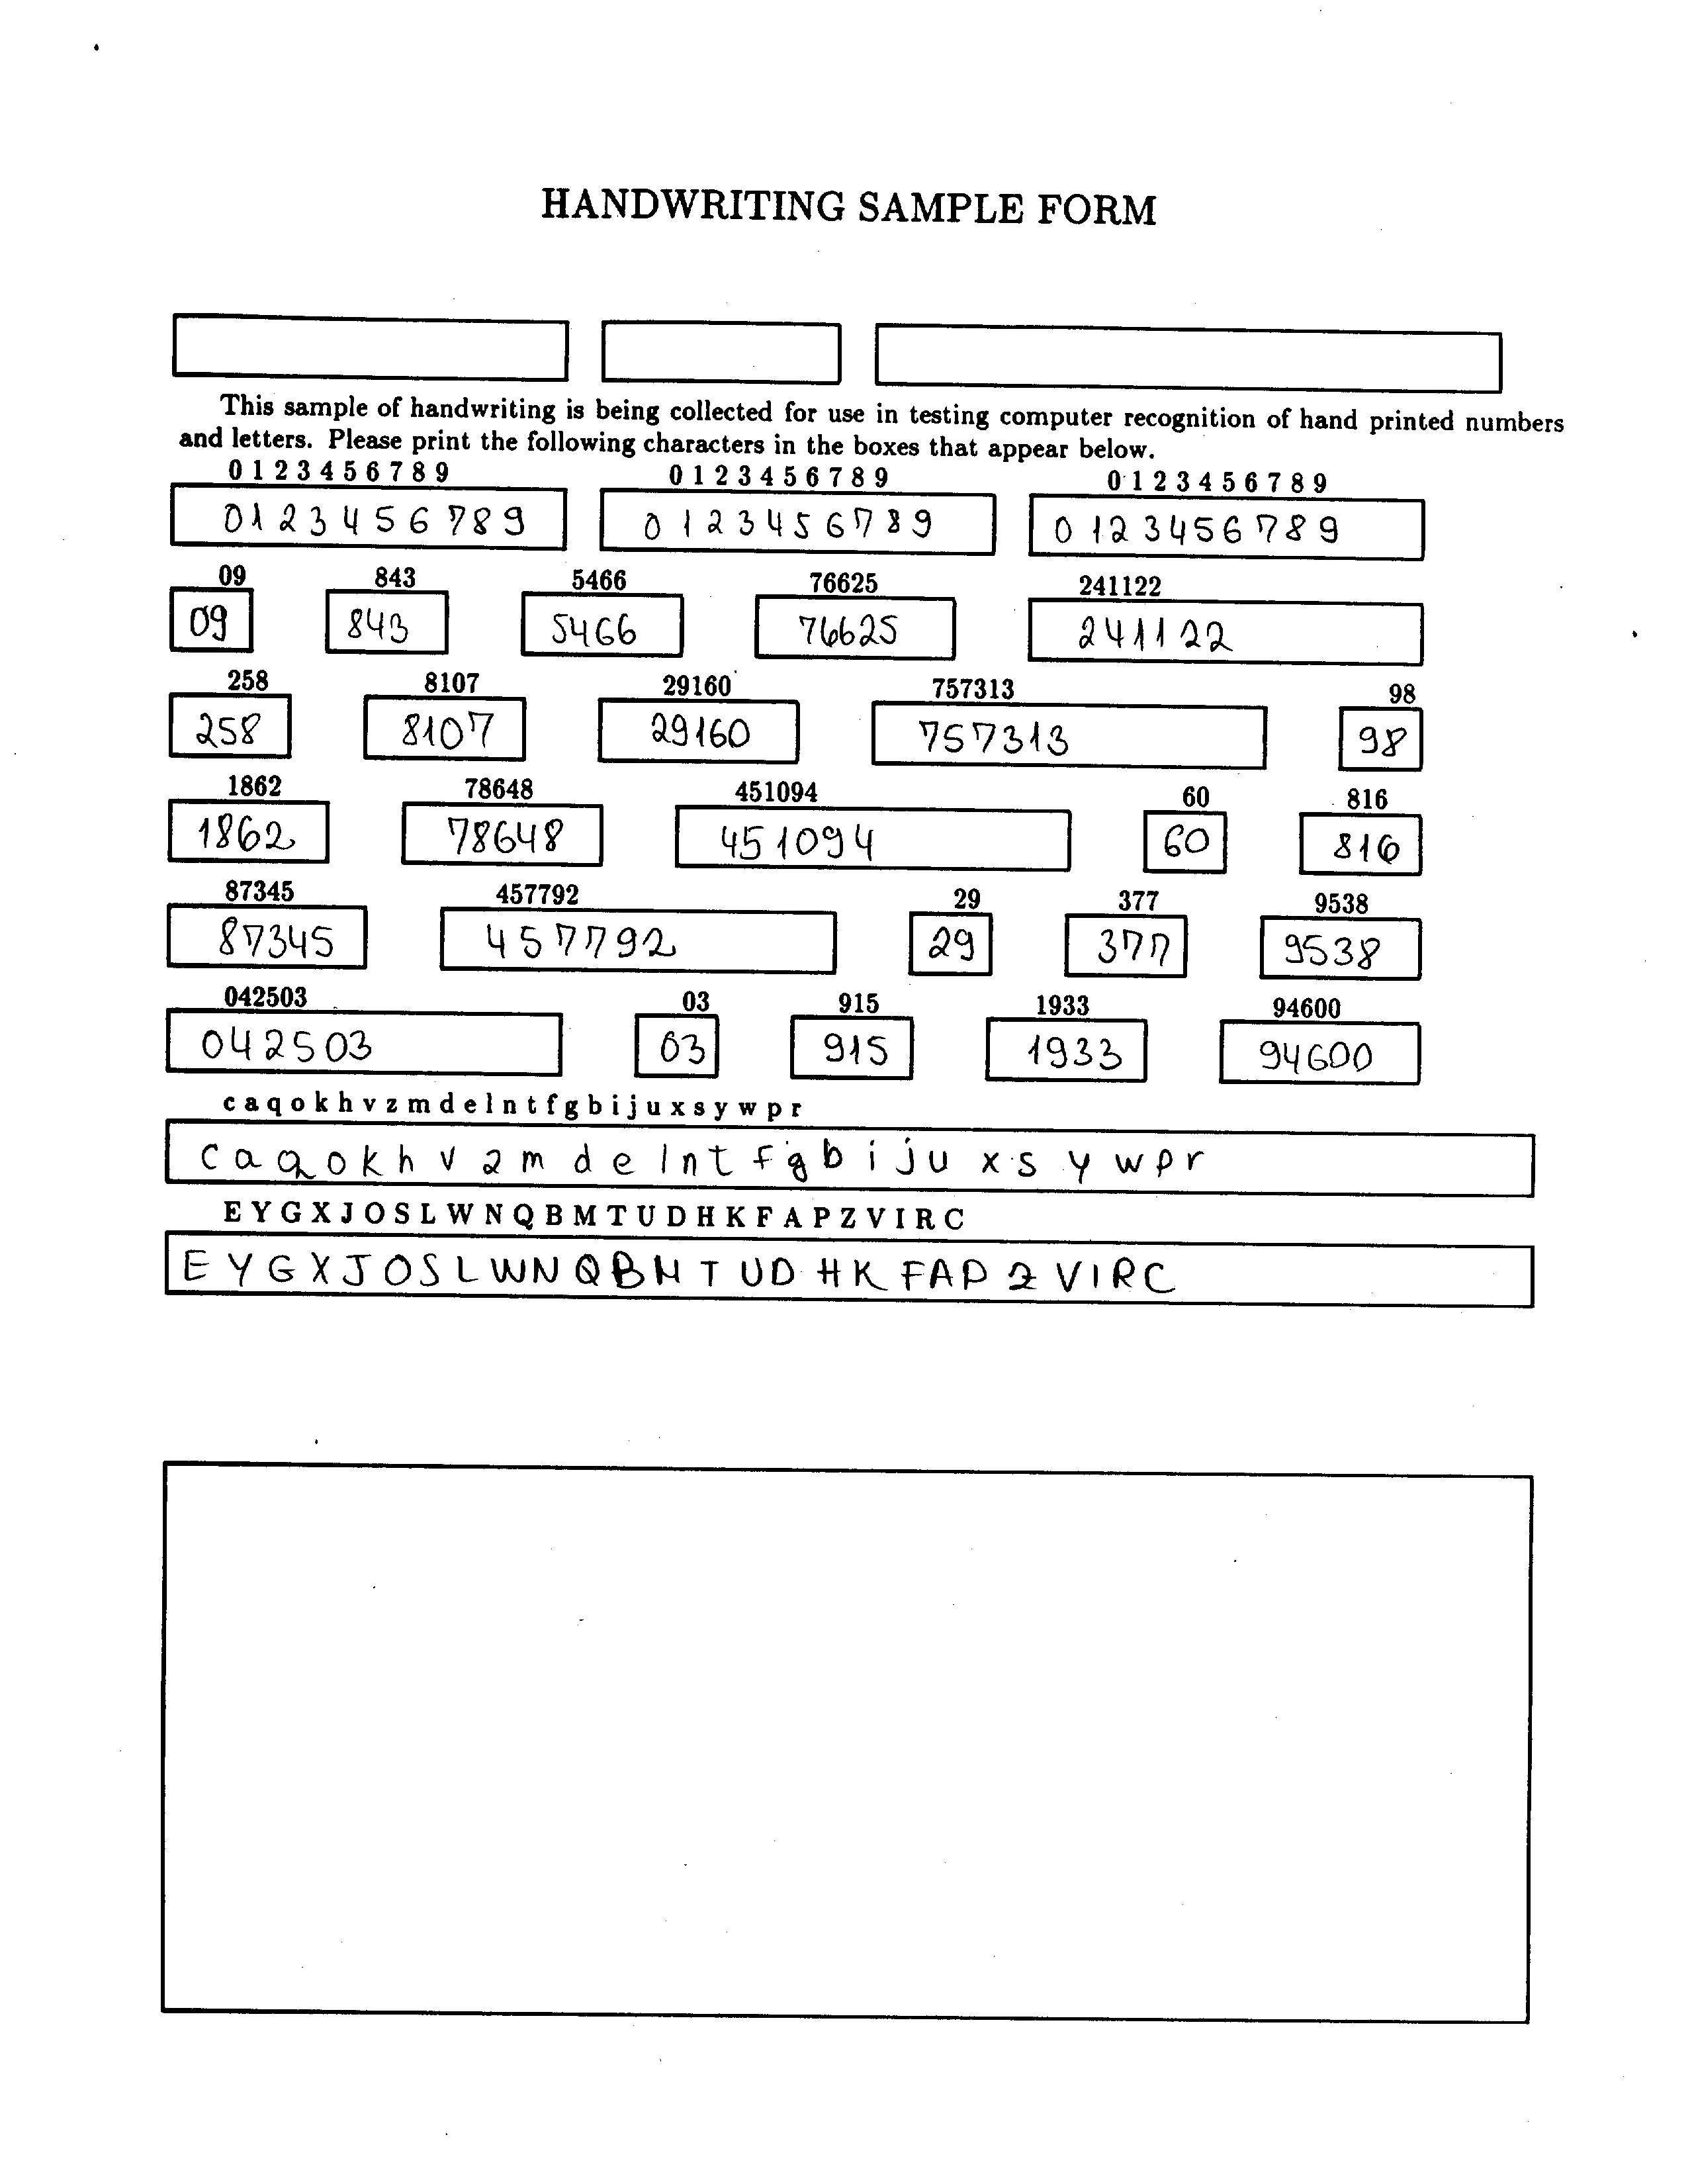 HANDWRITING SAMPLE FORM
This sample of handwriting is being collected for use in testing computer recognition of hand printed numbers
and letters. Please print the following characters in the boxes that appear below.
0 1 2 3 4 5 6 7 8 9 0 1 2 3 4 5 6 7 8 9 0 1 2 3 4 5 6 7 8 9
0 1 2 3 4 5 6 7 8 9 0 1 2 3 4 5 6 7 8 9 0 1 2 3 4 5 6 7 8 9
09 843 5466 76625 241122
09 843 5466 76625 241122
258 8107 29160 757313 98
258 8107 29160 757313 98
1862 78648 451094 60 816
1862 78648 451094 60 816
87345 457792 29 377 9538
87345 457792 29 377 9538
042503 03 915 1933 94600
042503 03 915 1933 94600
c a q o k h v z m d e l n t f g b i j u x s y w p r
c a q o k h v z m d e l n t f g b i j u x s y w p r
E Y G X J O S L W N Q B M T U D H K F A P Z V I R C
E Y G X J O S L W N Q B M T U D H K F A P Z V I R C